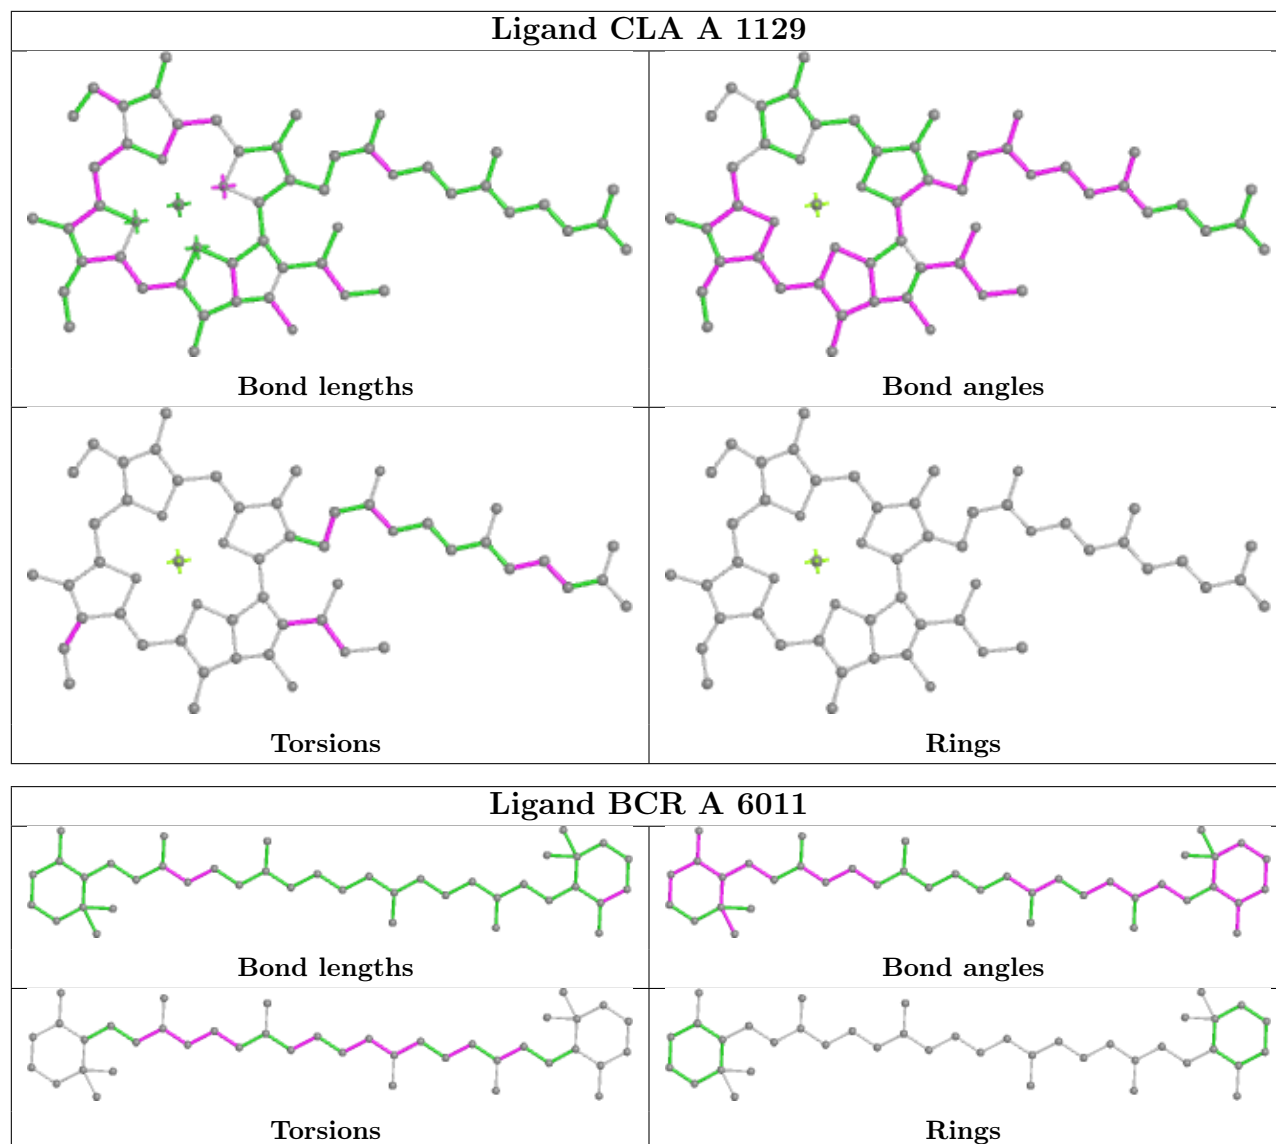 Ligand CLA A 1129
Bond lengths
Bond angles
Torsions
Rings
Ligand BCR A 6011
Bond lengths
Bond angles
Torsions
Rings